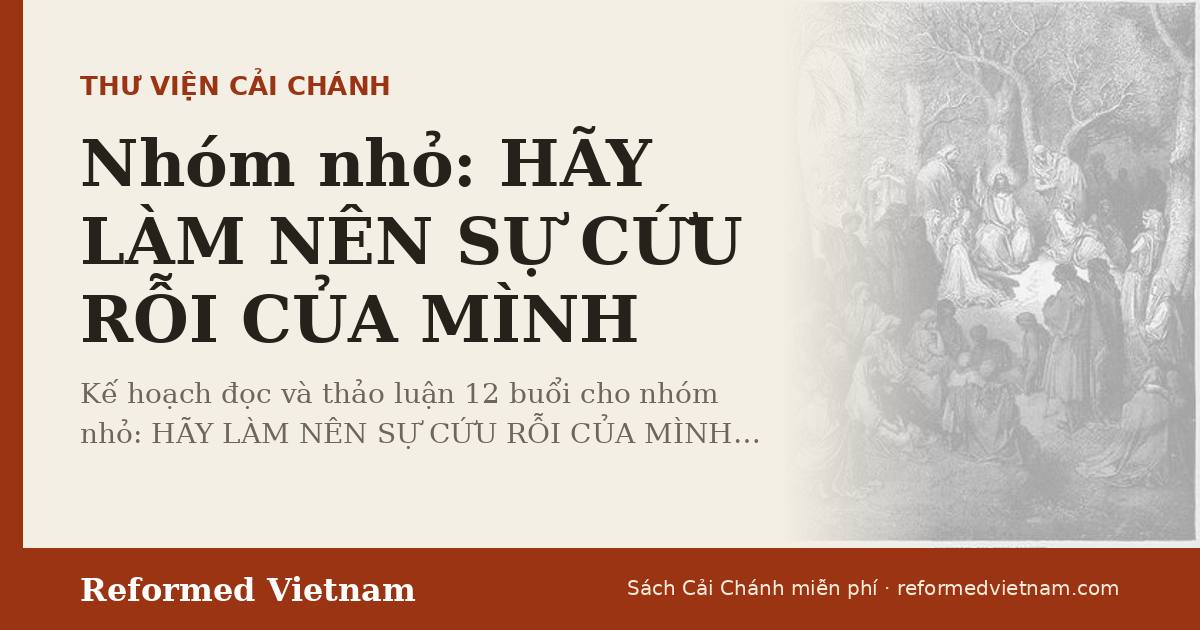 THƯ VIỆN CẢI CHÁNH
Nhóm nhỏ: HÃY
LÀM NÊN SỰ CỨU
RỖI CỦA MÌNH
Kế hoạch đọc và thảo luận 12 buổi cho nhóm
nhỏ: HÃY LÀM NÊN SỰ CỨU RỖI CỦA MÌNH…
Reformed Vietnam
Sách Cải Chánh miễn phí · reformedvietnam.com